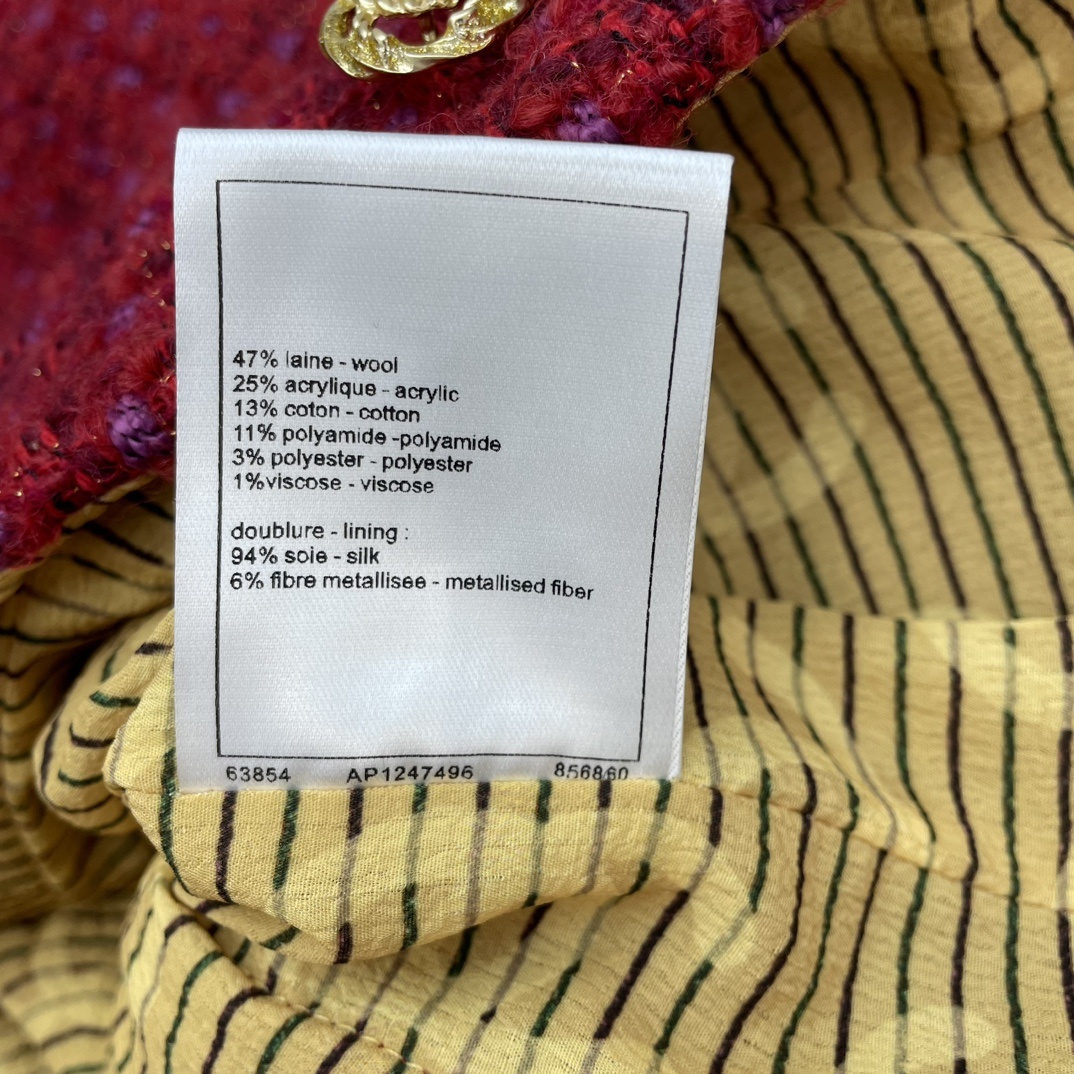 47% laine - wool
25% acrylique - acrylic
13% coton - cotton
11% polyamide -polyamide
3% polyester - polyester
1%viscose - viscose
doublure - lining :
94% soie - silk
6% fibre metallisee - metallised fiber
63854 AP1247496 856860